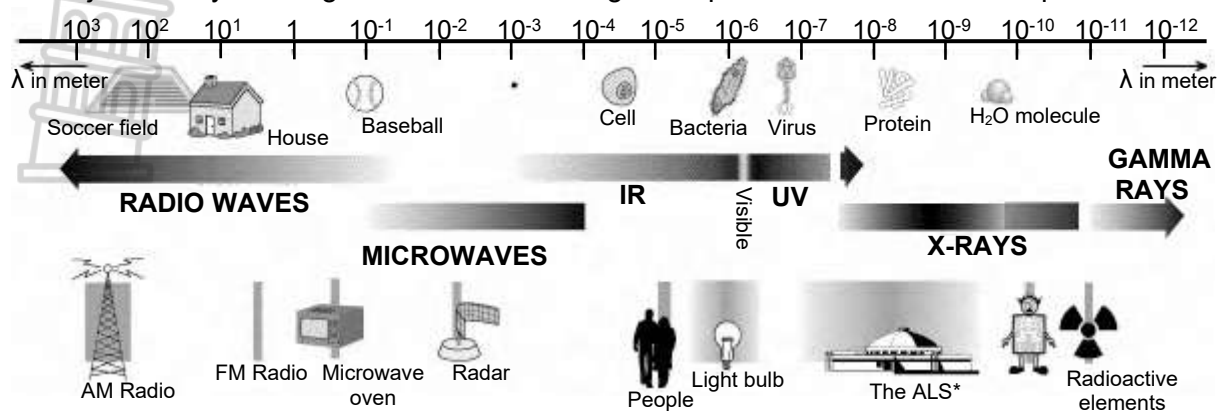 10³ 10² 10¹ 1 10⁻¹ 10⁻² 10⁻³ 10⁻⁴ 10⁻⁵ 10⁻⁶ 10⁻⁷ 10⁻⁸ 10⁻⁹ 10⁻¹⁰ 10⁻¹¹ 10⁻¹²
λ in meter
λ in meter
Soccer field
House
Baseball
Cell
Bacteria
Virus
Protein
H₂O molecule
RADIO WAVES
MICROWAVES
IR
Visible
UV
X-RAYS
GAMMA
RAYS
AM Radio
FM Radio
Microwave
oven
Radar
People
Light bulb
The ALS*
Radioactive
elements